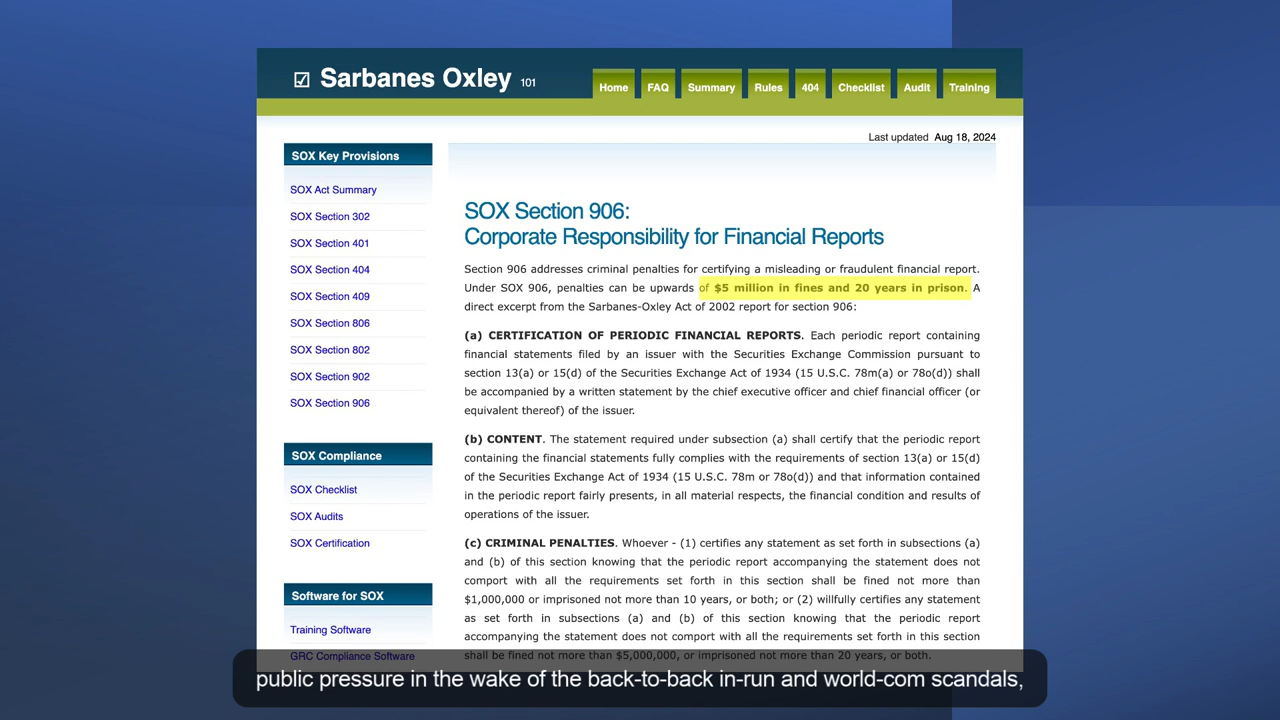 Sarbanes Oxley 101
Home FAQ Summary Rules 404 Checklist Audit Training
Last updated Aug 18, 2024
SOX Key Provisions
SOX Act Summary
SOX Section 302
SOX Section 401
SOX Section 404
SOX Section 409
SOX Section 806
SOX Section 802
SOX Section 902
SOX Section 906
SOX Compliance
SOX Checklist
SOX Audits
SOX Certification
Software for SOX
Training Software
GRC Compliance Software
SOX Section 906:
Corporate Responsibility for Financial Reports
Section 906 addresses criminal penalties for certifying a misleading or fraudulent financial report.
Under SOX 906, penalties can be upwards of $5 million in fines and 20 years in prison. A
direct excerpt from the Sarbanes-Oxley Act of 2002 report for section 906:
(a) CERTIFICATION OF PERIODIC FINANCIAL REPORTS. Each periodic report containing
financial statements filed by an issuer with the Securities Exchange Commission pursuant to
section 13(a) or 15(d) of the Securities Exchange Act of 1934 (15 U.S.C. 78m(a) or 78o(d)) shall
be accompanied by a written statement by the chief executive officer and chief financial officer (or
equivalent thereof) of the issuer.
(b) CONTENT. The statement required under subsection (a) shall certify that the periodic report
containing the financial statements fully complies with the requirements of section 13(a) or 15(d)
of the Securities Exchange Act of 1934 (15 U.S.C. 78m or 78o(d)) and that information contained
in the periodic report fairly presents, in all material respects, the financial condition and results of
operations of the issuer.
(c) CRIMINAL PENALTIES. Whoever - (1) certifies any statement as set forth in subsections (a)
and (b) of this section knowing that the periodic report accompanying the statement does not
comport with all the requirements set forth in this section shall be fined not more than
$1,000,000 or imprisoned not more than 10 years, or both; or (2) willfully certifies any statement
as set forth in subsections (a) and (b) of this section knowing that the periodic report
accompanying the statement does not comport with all the requirements set forth in this section
shall be fined not more than $5,000,000, or imprisoned not more than 20 years, or both.
public pressure in the wake of the back-to-back in-run and world-com scandals,